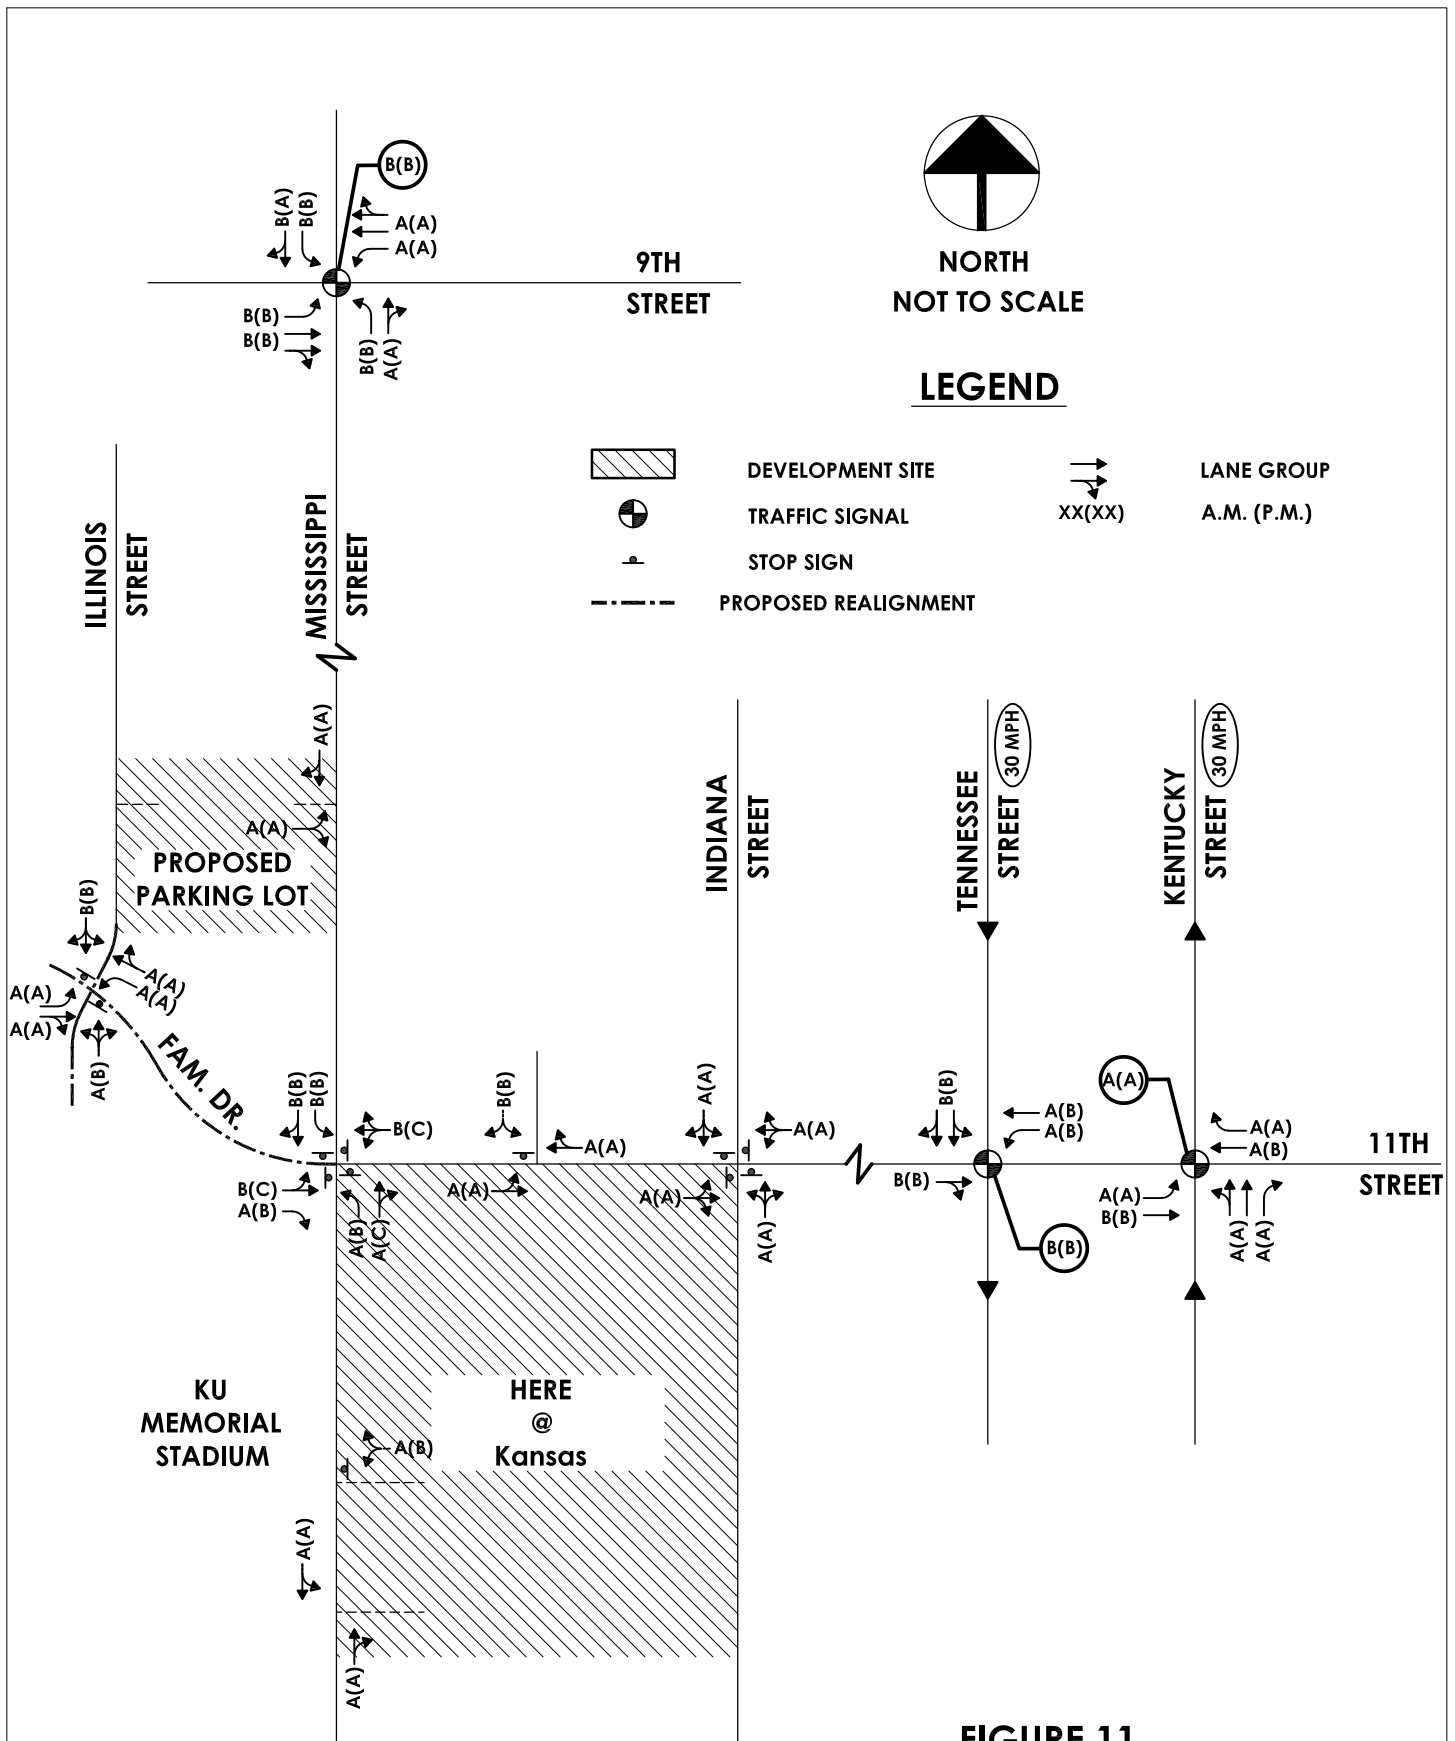 B(B)
B(A)
B(B)
A(A)
A(A)
9TH
STREET
B(B)
B(B)
B(B)
A(A)
NORTH
NOT TO SCALE
LEGEND
DEVELOPMENT SITE
LANE GROUP
TRAFFIC SIGNAL
XX(XX)
A.M. (P.M.)
STOP SIGN
PROPOSED REALIGNMENT
ILLINOIS
STREET
MISSISSIPPI
STREET
INDIANA
STREET
TENNESSEE
STREET
30 MPH
KENTUCKY
STREET
30 MPH
A(A)
A(A)
PROPOSED
PARKING LOT
B(B)
A(A)
A(A)
A(A)
A(A)
A(B)
FAM. DR.
B(B)
B(B)
B(C)
B(C)
A(B)
A(B)
A(C)
B(B)
A(A)
A(A)
A(A)
A(A)
A(A)
A(A)
B(B)
A(B)
A(B)
B(B)
B(B)
A(A)
A(A)
A(B)
A(A)
B(B)
A(A)
A(A)
11TH
STREET
KU
MEMORIAL
STADIUM
HERE
@
Kansas
A(B)
A(A)
A(A)
FIGURE 11